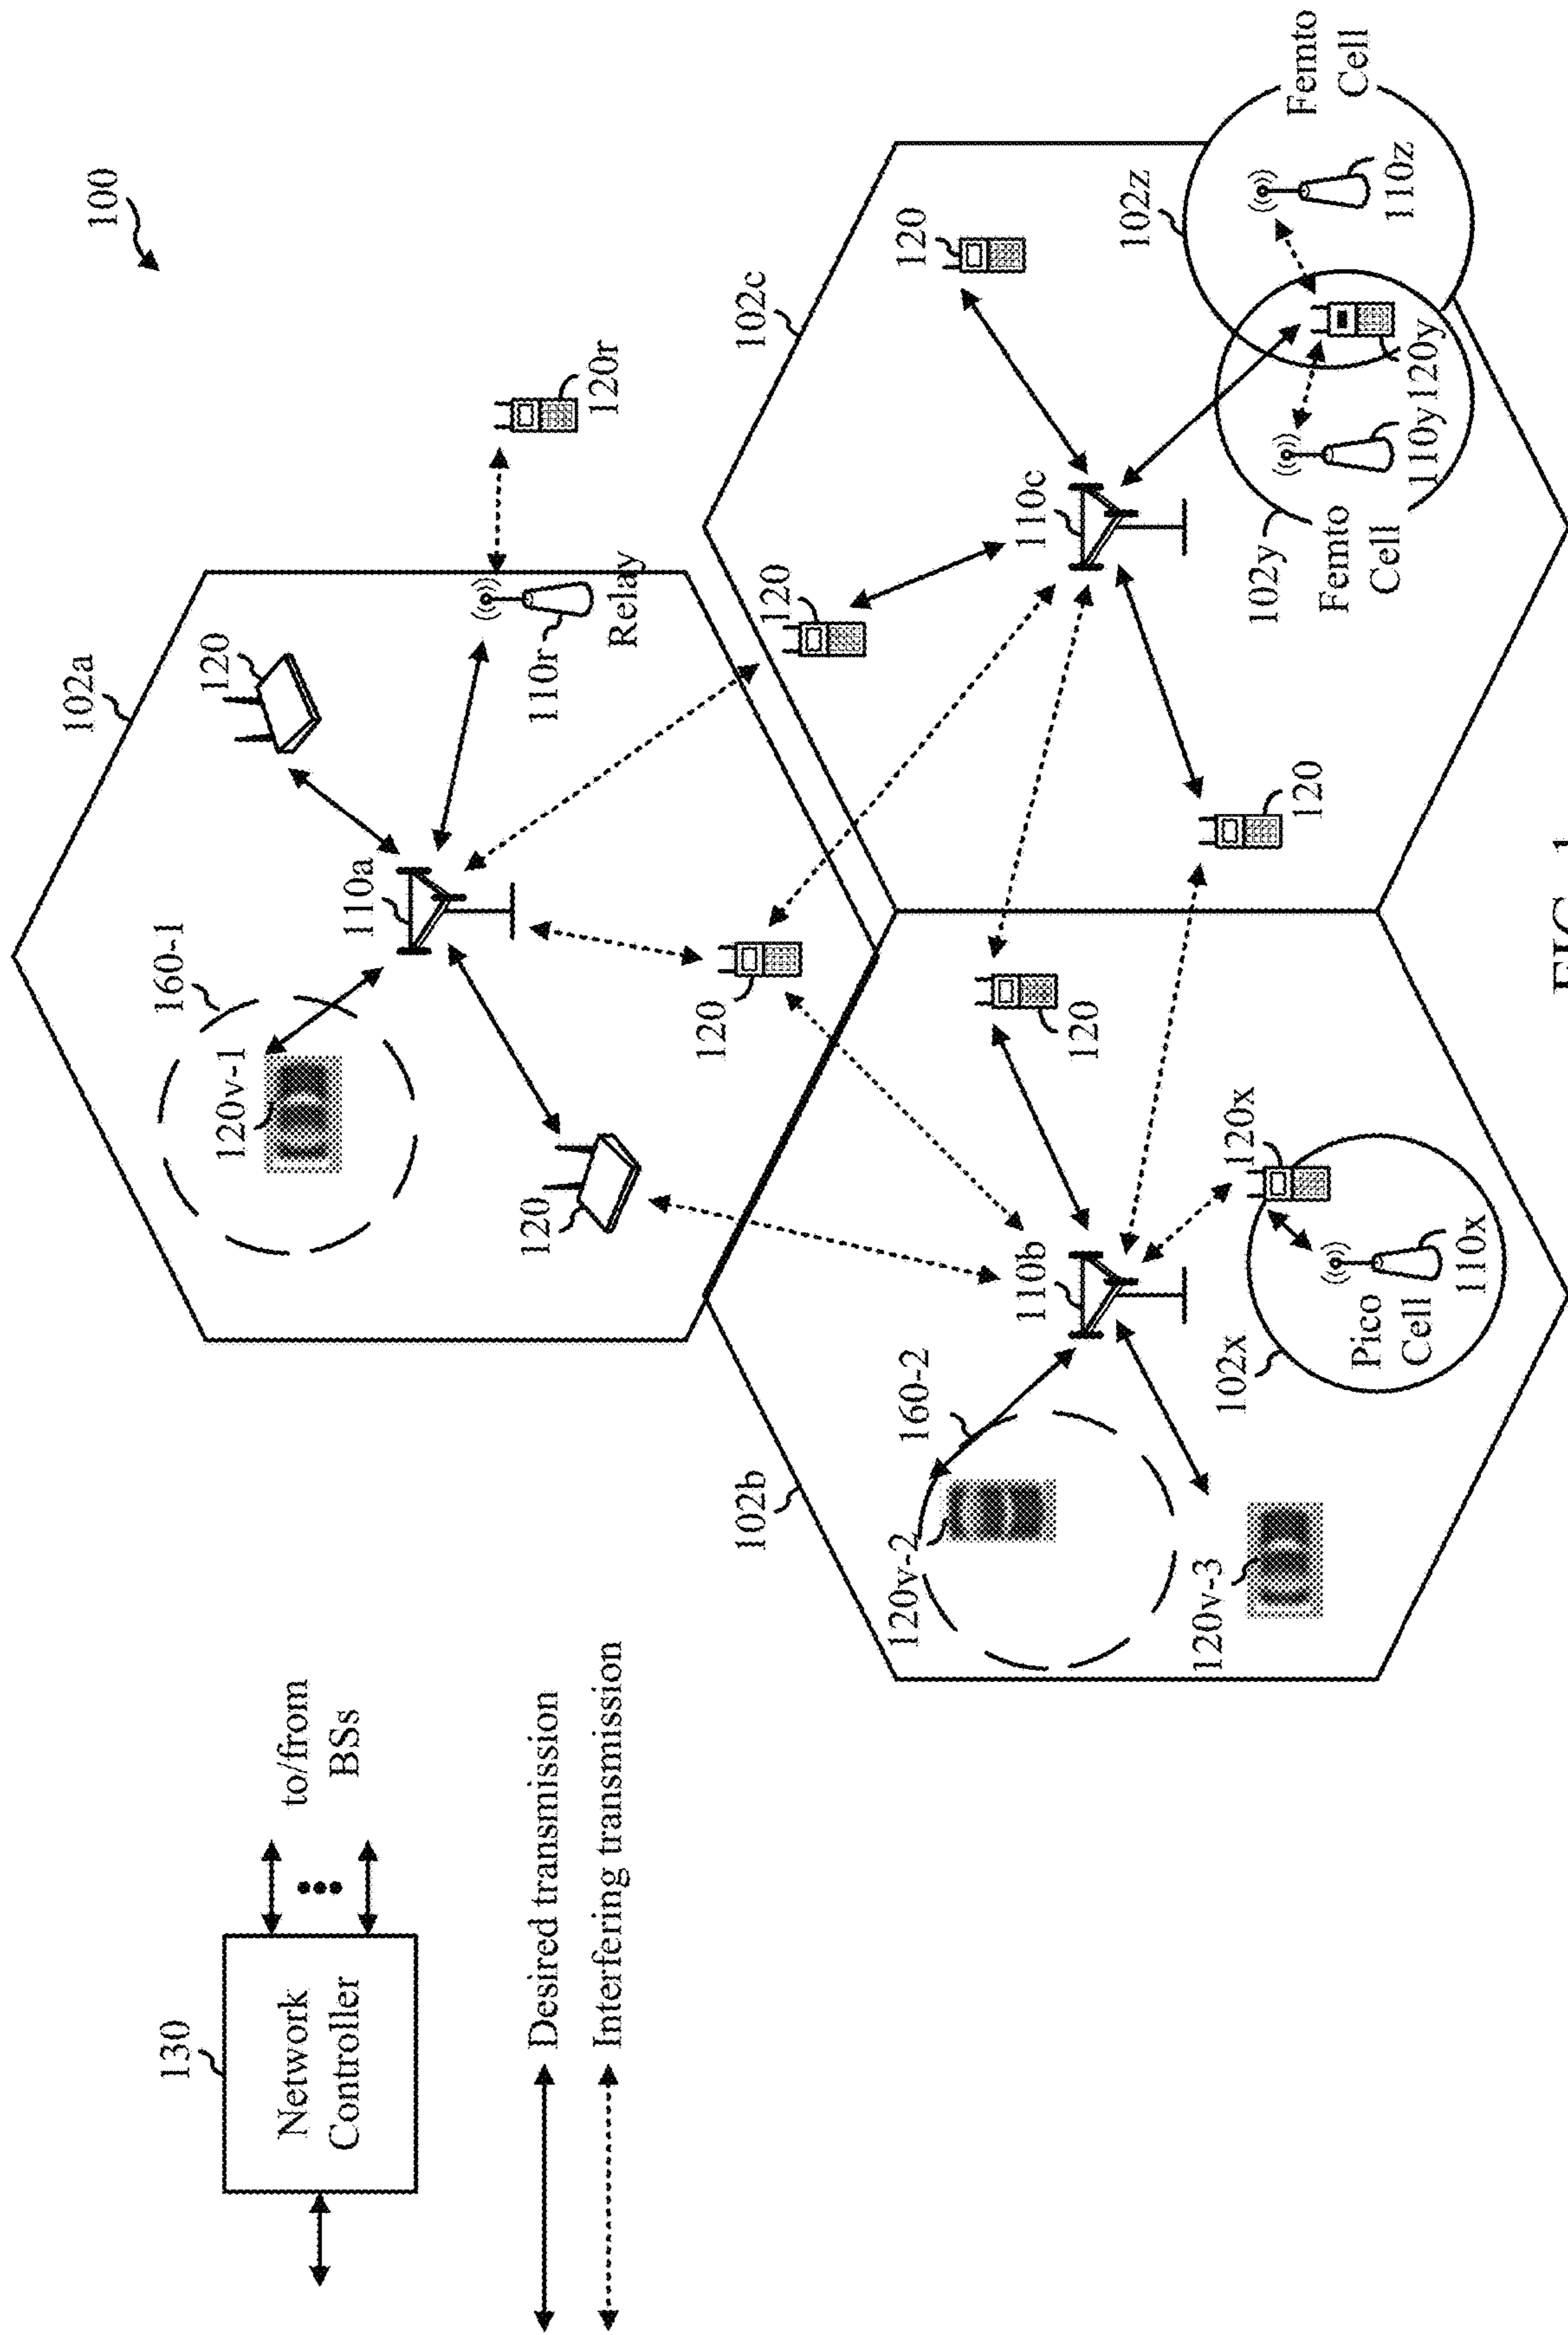 100
130
Network
Controller
to/from
BSs
Desired transmission
Interfering transmission
102a
160-1
120v-1
110a
120
120
120
110r
Relay
120r
102b
160-2
120v-2
120v-3
110b
120
120x
102x
Pico
Cell
110x
102c
120
120
110c
120
102y
Femto
Cell
110y
120y
102z
110z
Femto
Cell
FIG. 1